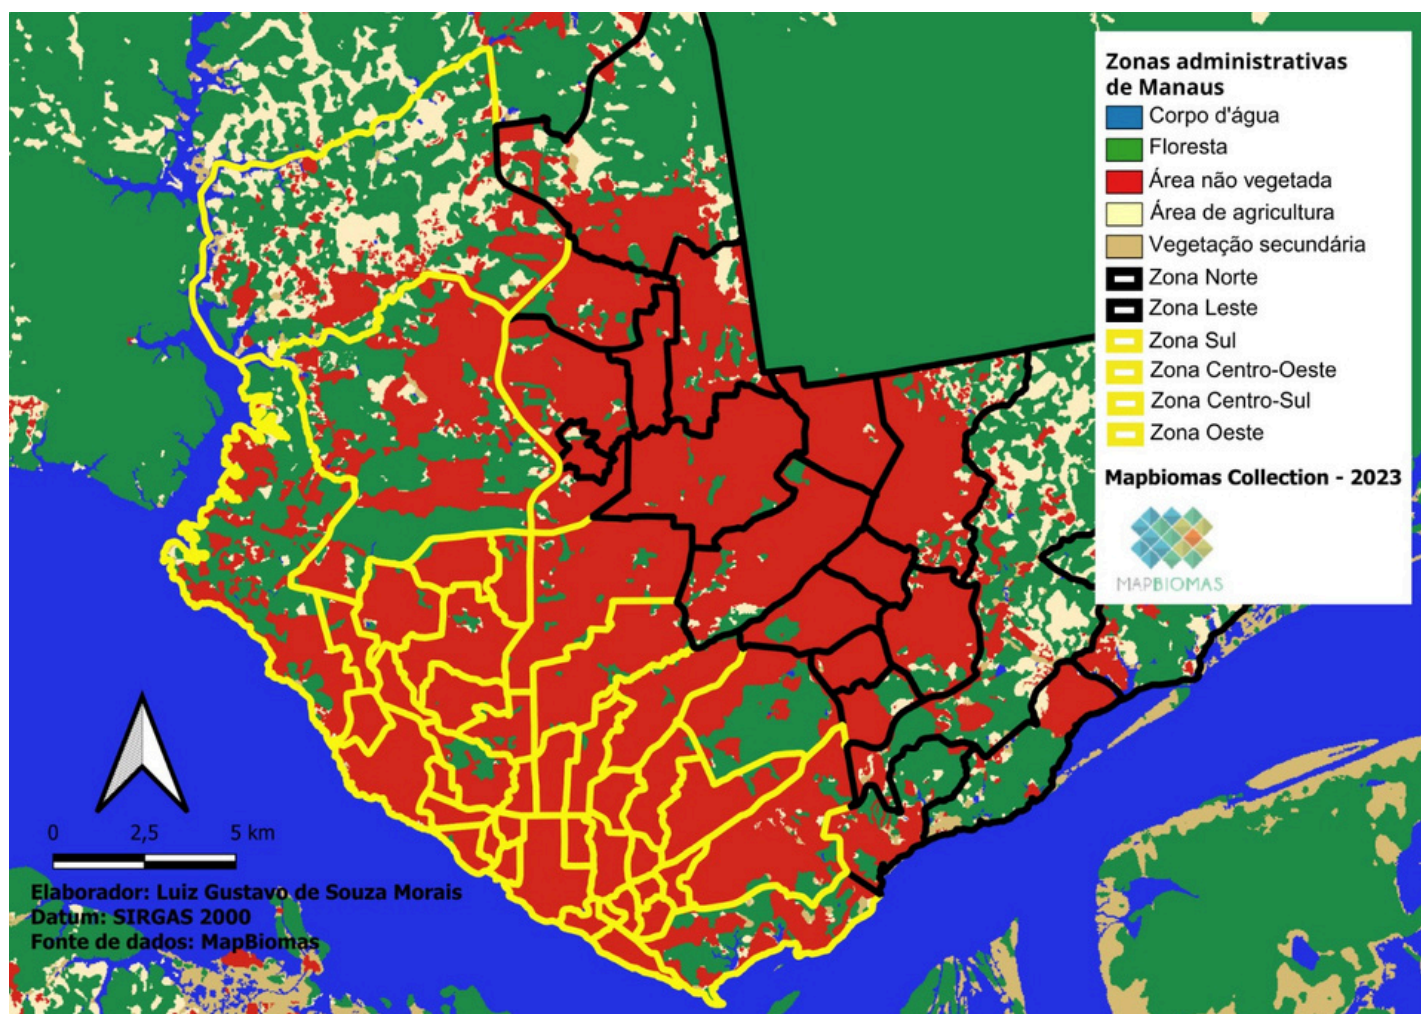 Zonas administrativas
de Manaus
Corpo d'água
Floresta
Área não vegetada
Área de agricultura
Vegetação secundária
Zona Norte
Zona Leste
Zona Sul
Zona Centro-Oeste
Zona Centro-Sul
Zona Oeste
Mapbiomas Collection - 2023
MAPBIOMAS
0 2,5 5 km
Elaborador: Luiz Gustavo de Souza Morais
Datum: SIRGAS 2000
Fonte de dados: MapBiomas